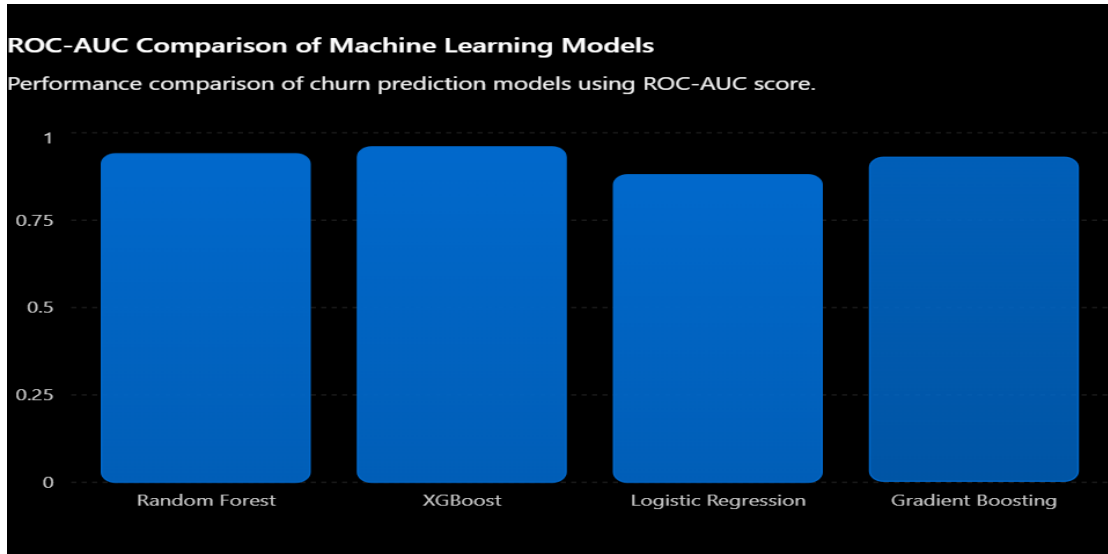 ROC-AUC Comparison of Machine Learning Models
Performance comparison of churn prediction models using ROC-AUC score.
1
0.75
0.5
0.25
0
Random Forest
XGBoost
Logistic Regression
Gradient Boosting